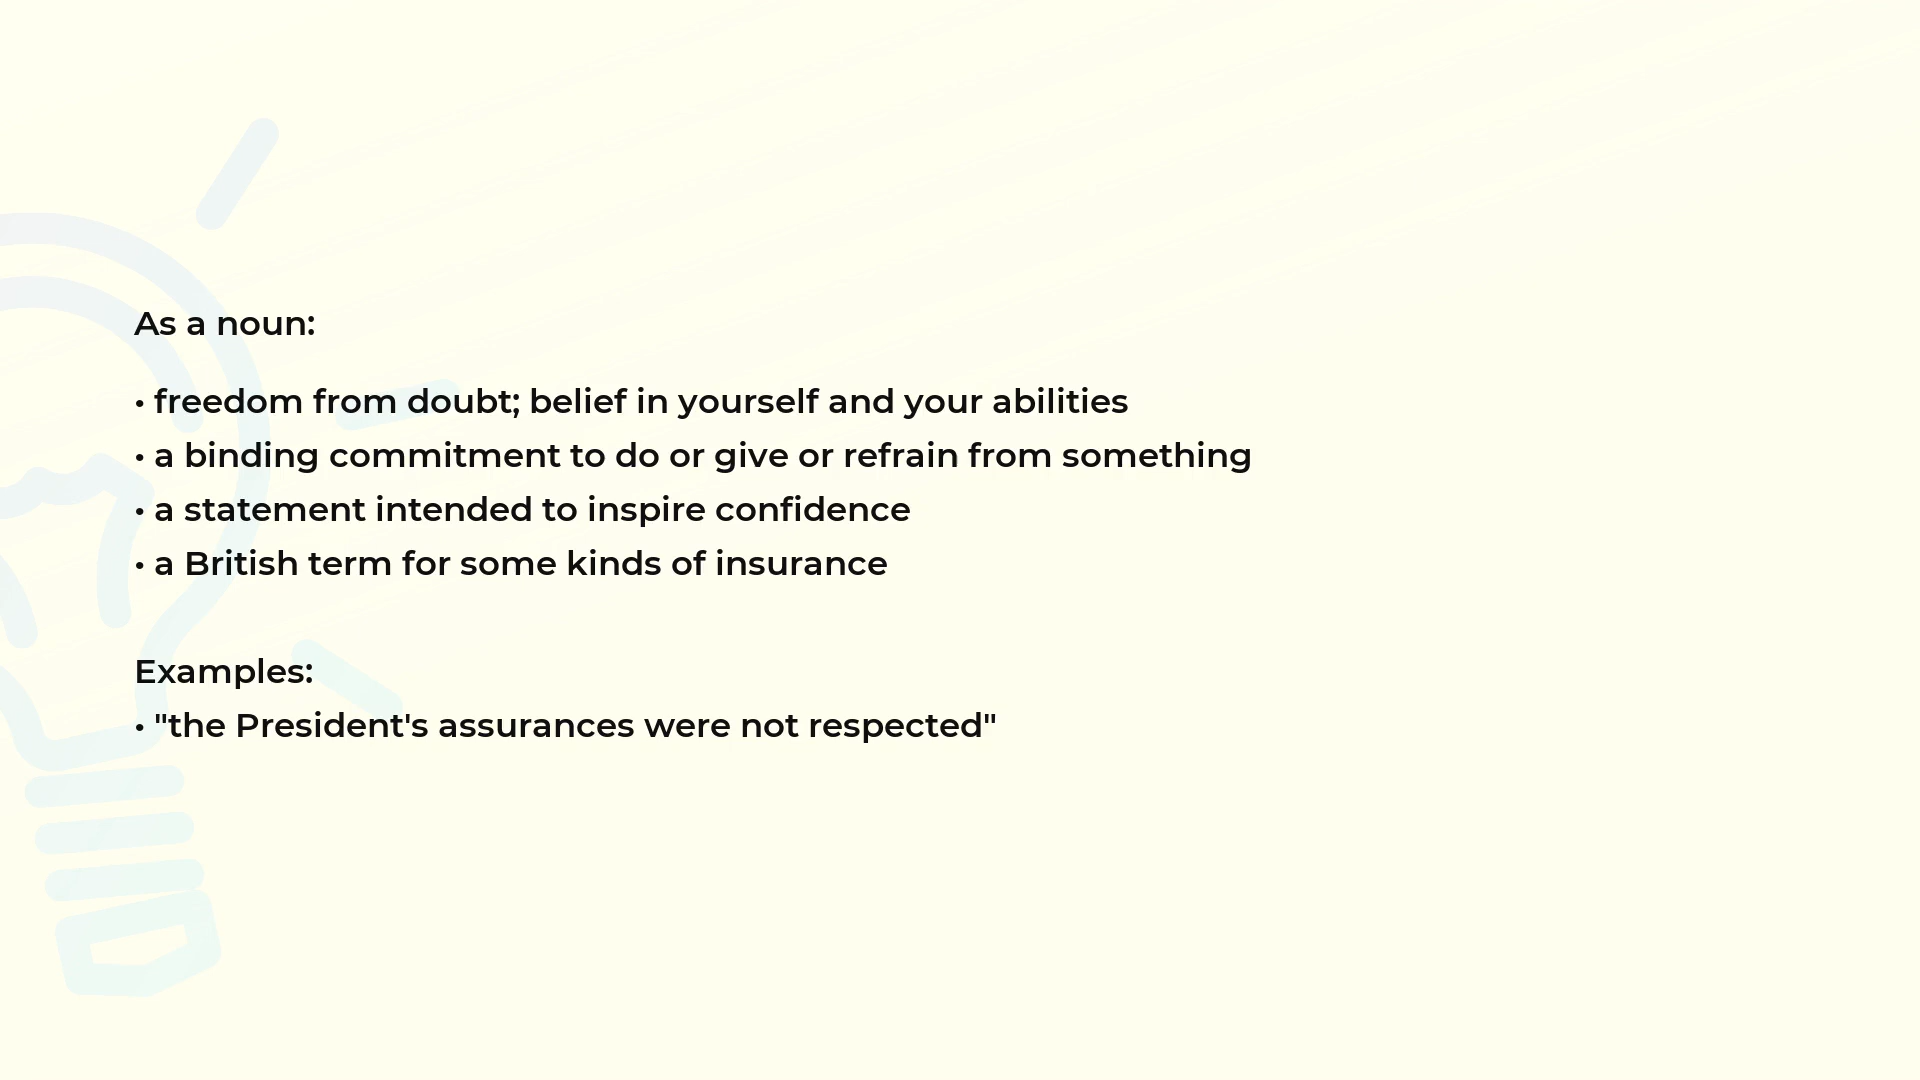 As a noun:
• freedom from doubt; belief in yourself and your abilities
• a binding commitment to do or give or refrain from something
• a statement intended to inspire confidence
• a British term for some kinds of insurance
Examples:
• "the President's assurances were not respected"